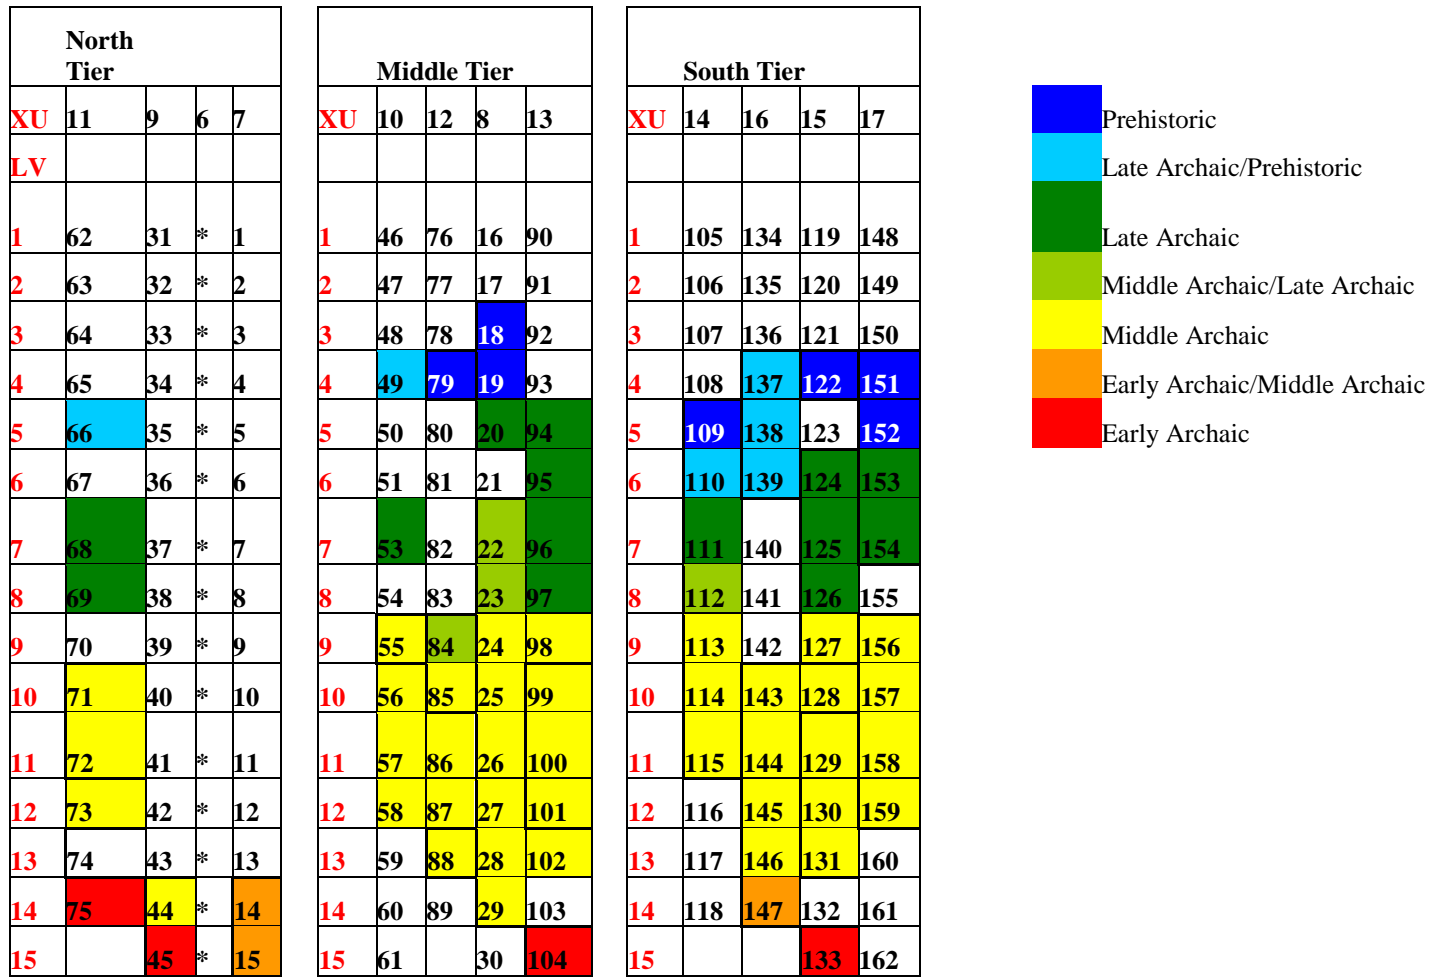 North
Tier
Middle Tier
South Tier
XU 11 9 6 7 XU 10 12 8 13 XU 14 16 15 17
LV
1 62 31 * 1 1 46 76 16 90 1 105 134 119 148
2 63 32 * 2 2 47 77 17 91 2 106 135 120 149
3 64 33 * 3 3 48 78 18 92 3 107 136 121 150
4 65 34 * 4 4 49 79 19 93 4 108 137 122 151
5 66 35 * 5 5 50 80 20 94 5 109 138 123 152
6 67 36 * 6 6 51 81 21 95 6 110 139 124 153
7 68 37 * 7 7 53 82 22 96 7 111 140 125 154
8 69 38 * 8 8 54 83 23 97 8 112 141 126 155
9 70 39 * 9 9 55 84 24 98 9 113 142 127 156
10 71 40 * 10 10 56 85 25 99 10 114 143 128 157
11 72 41 * 11 11 57 86 26 100 11 115 144 129 158
12 73 42 * 12 12 58 87 27 101 12 116 145 130 159
13 74 43 * 13 13 59 88 28 102 13 117 146 131 160
14 75 44 * 14 14 60 89 29 103 14 118 147 132 161
15 45 * 15 15 61 30 104 15 133 162
Prehistoric
Late Archaic/Prehistoric
Late Archaic
Middle Archaic/Late Archaic
Middle Archaic
Early Archaic/Middle Archaic
Early Archaic